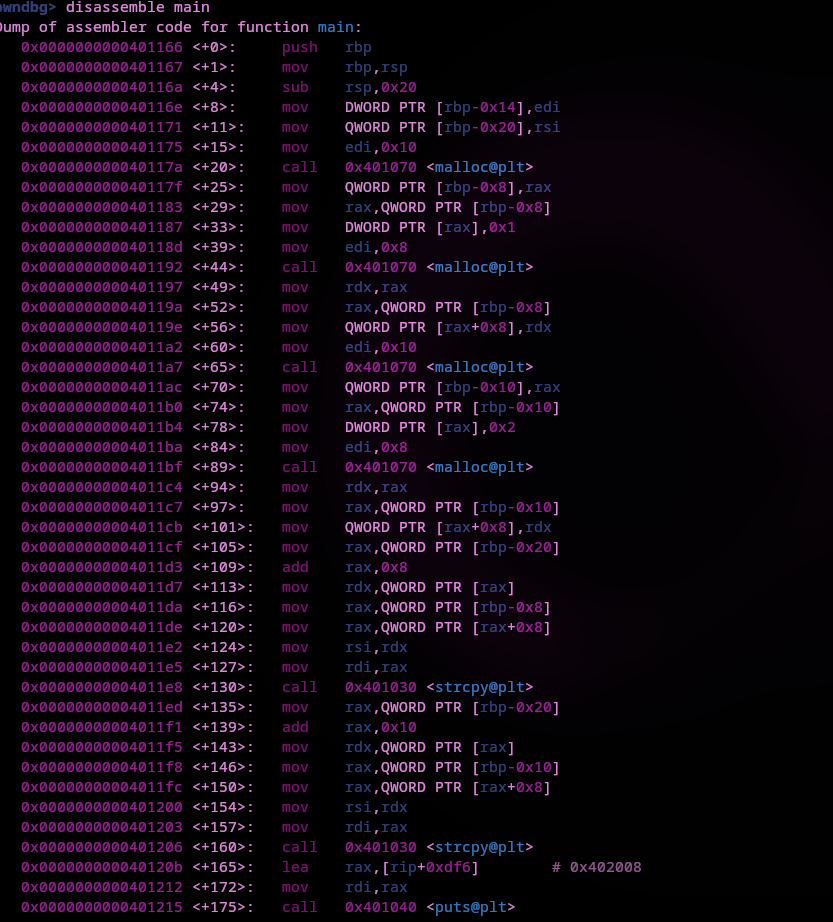 pwndbg> disassemble main
Dump of assembler code for function main:
0x0000000000401166 <+0>: push rbp
0x0000000000401167 <+1>: mov rbp,rsp
0x000000000040116a <+4>: sub rsp,0x20
0x000000000040116e <+8>: mov DWORD PTR [rbp-0x14],edi
0x0000000000401171 <+11>: mov QWORD PTR [rbp-0x20],rsi
0x0000000000401175 <+15>: mov edi,0x10
0x000000000040117a <+20>: call 0x401070 <malloc@plt>
0x000000000040117f <+25>: mov QWORD PTR [rbp-0x8],rax
0x0000000000401183 <+29>: mov rax,QWORD PTR [rbp-0x8]
0x0000000000401187 <+33>: mov DWORD PTR [rax],0x1
0x000000000040118d <+39>: mov edi,0x8
0x0000000000401192 <+44>: call 0x401070 <malloc@plt>
0x0000000000401197 <+49>: mov rdx,rax
0x000000000040119a <+52>: mov rax,QWORD PTR [rbp-0x8]
0x000000000040119e <+56>: mov QWORD PTR [rax+0x8],rdx
0x00000000004011a2 <+60>: mov edi,0x10
0x00000000004011a7 <+65>: call 0x401070 <malloc@plt>
0x00000000004011ac <+70>: mov QWORD PTR [rbp-0x10],rax
0x00000000004011b0 <+74>: mov rax,QWORD PTR [rbp-0x10]
0x00000000004011b4 <+78>: mov DWORD PTR [rax],0x2
0x00000000004011ba <+84>: mov edi,0x8
0x00000000004011bf <+89>: call 0x401070 <malloc@plt>
0x00000000004011c4 <+94>: mov rdx,rax
0x00000000004011c7 <+97>: mov rax,QWORD PTR [rbp-0x10]
0x00000000004011cb <+101>: mov QWORD PTR [rax+0x8],rdx
0x00000000004011cf <+105>: mov rax,QWORD PTR [rbp-0x20]
0x00000000004011d3 <+109>: add rax,0x8
0x00000000004011d7 <+113>: mov rdx,QWORD PTR [rax]
0x00000000004011da <+116>: mov rax,QWORD PTR [rbp-0x8]
0x00000000004011de <+120>: mov rax,QWORD PTR [rax+0x8]
0x00000000004011e2 <+124>: mov rsi,rdx
0x00000000004011e5 <+127>: mov rdi,rax
0x00000000004011e8 <+130>: call 0x401030 <strcpy@plt>
0x00000000004011ed <+135>: mov rax,QWORD PTR [rbp-0x20]
0x00000000004011f1 <+139>: add rax,0x10
0x00000000004011f5 <+143>: mov rdx,QWORD PTR [rax]
0x00000000004011f8 <+146>: mov rax,QWORD PTR [rbp-0x10]
0x00000000004011fc <+150>: mov rax,QWORD PTR [rax+0x8]
0x0000000000401200 <+154>: mov rsi,rdx
0x0000000000401203 <+157>: mov rdi,rax
0x0000000000401206 <+160>: call 0x401030 <strcpy@plt>
0x000000000040120b <+165>: lea rax,[rip+0xdf6] # 0x402008
0x0000000000401212 <+172>: mov rdi,rax
0x0000000000401215 <+175>: call 0x401040 <puts@plt>